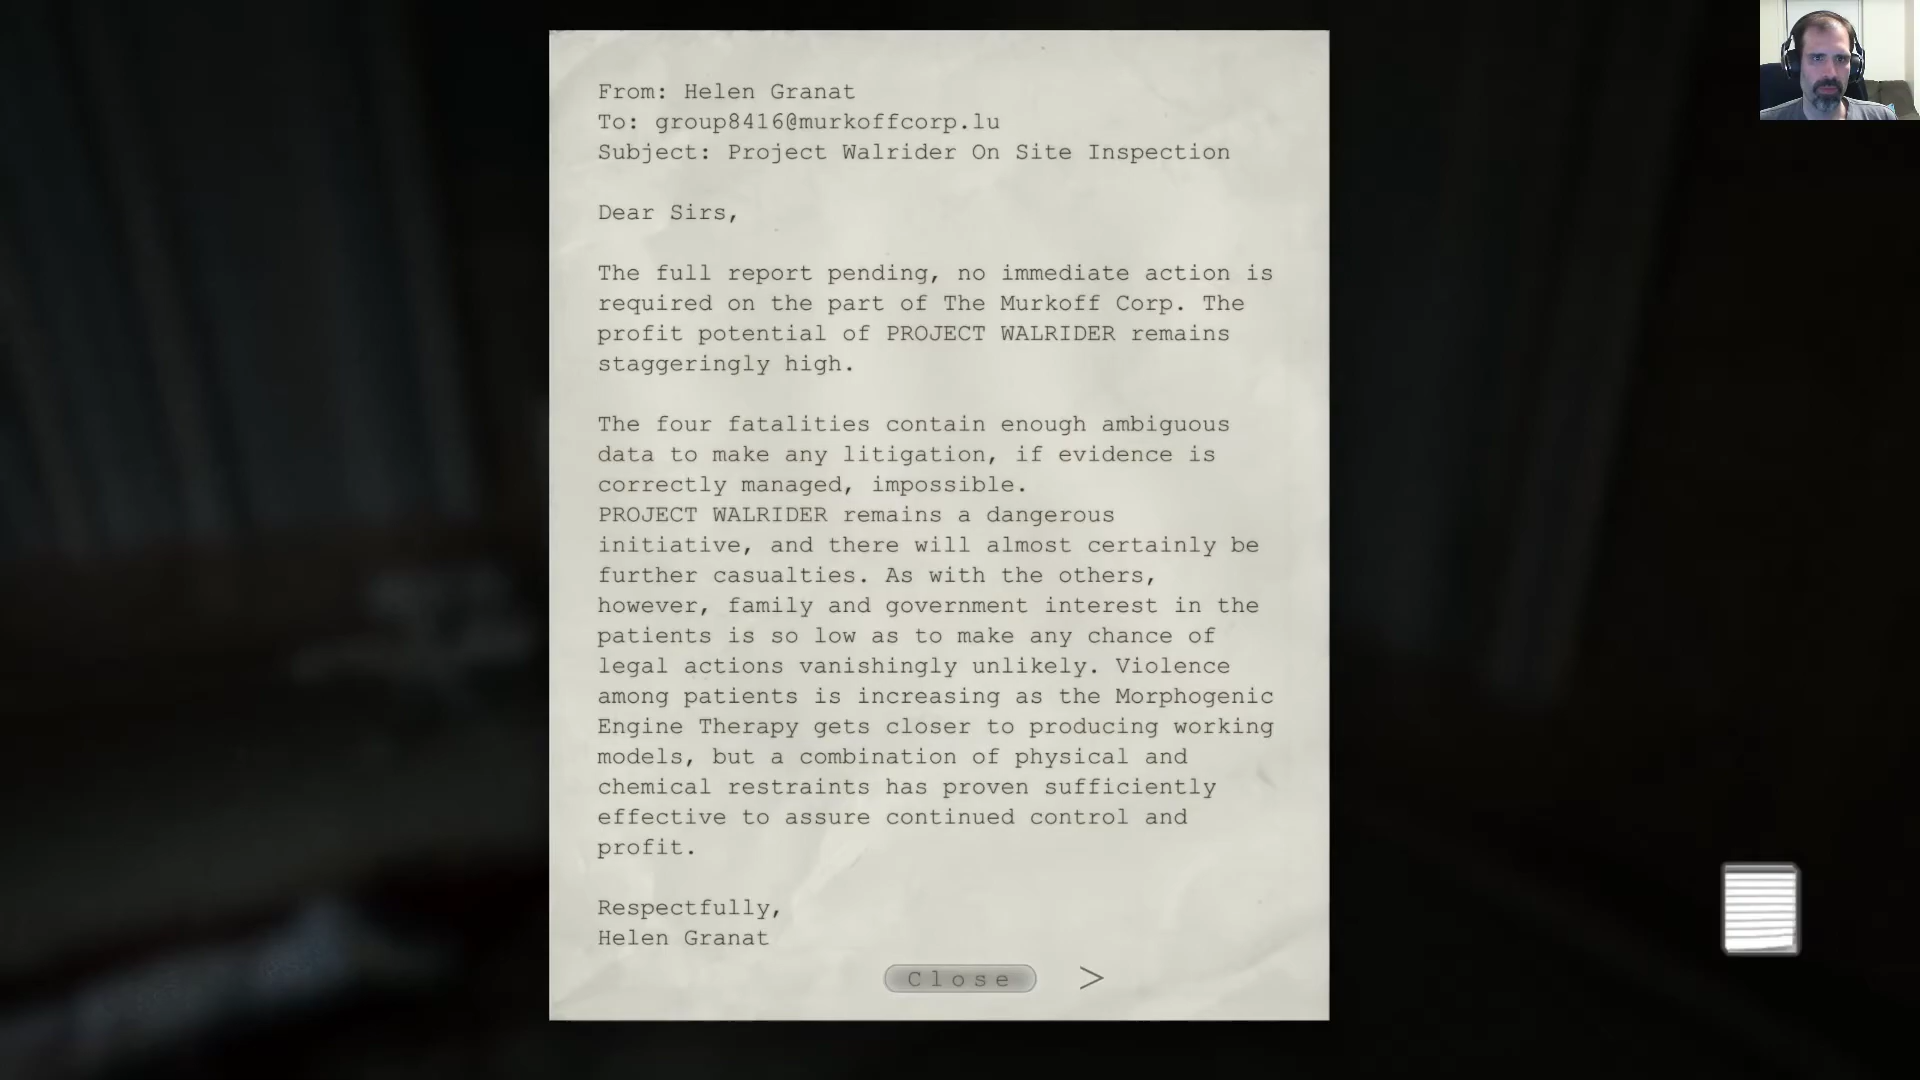 From: Helen Granat
To: group8416@murkoffcorp.lu
Subject: Project Walrider On Site Inspection
Dear Sirs,
The full report pending, no immediate action is
required on the part of The Murkoff Corp. The
profit potential of PROJECT WALRIDER remains
staggeringly high.
The four fatalities contain enough ambiguous
data to make any litigation, if evidence is
correctly managed, impossible.
PROJECT WALRIDER remains a dangerous
initiative, and there will almost certainly be
further casualties. As with the others,
however, family and government interest in the
patients is so low as to make any chance of
legal actions vanishingly unlikely. Violence
among patients is increasing as the Morphogenic
Engine Therapy gets closer to producing working
models, but a combination of physical and
chemical restraints has proven sufficiently
effective to assure continued control and
profit.
Respectfully,
Helen Granat
Close >